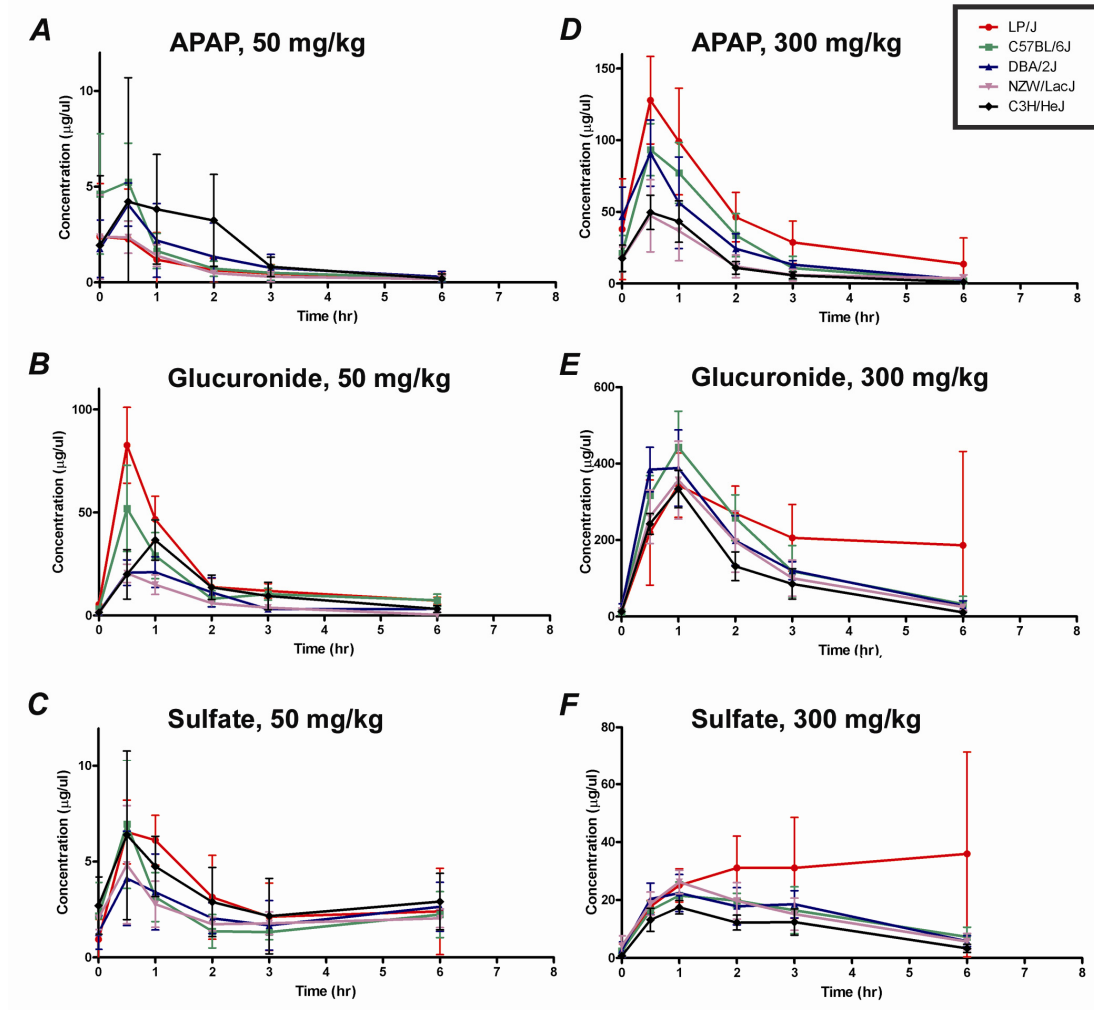 A
APAP, 50 mg/kg
Concentration (µg/ul)
10
5
0
0 1 2 3 4 5 6 7 8
Time (hr)
D
APAP, 300 mg/kg
Concentration (µg/ul)
150
100
50
0
0 1 2 3 4 5 6 7 8
Time (hr)
LP/J
C57BL/6J
DBA/2J
NZW/LacJ
C3H/HeJ
B
Glucuronide, 50 mg/kg
Concentration (µg/ul)
100
50
0
0 1 2 3 4 5 6 7 8
Time (hr)
E
Glucuronide, 300 mg/kg
Concentration (µg/ul)
600
400
200
0
0 1 2 3 4 5 6 7 8
Time (hr)
C
Sulfate, 50 mg/kg
Concentration (µg/ul)
10
5
0
0 1 2 3 4 5 6 7 8
Time (hr)
F
Sulfate, 300 mg/kg
Concentration (µg/ul)
80
60
40
20
0
0 1 2 3 4 5 6 7 8
Time (hr)